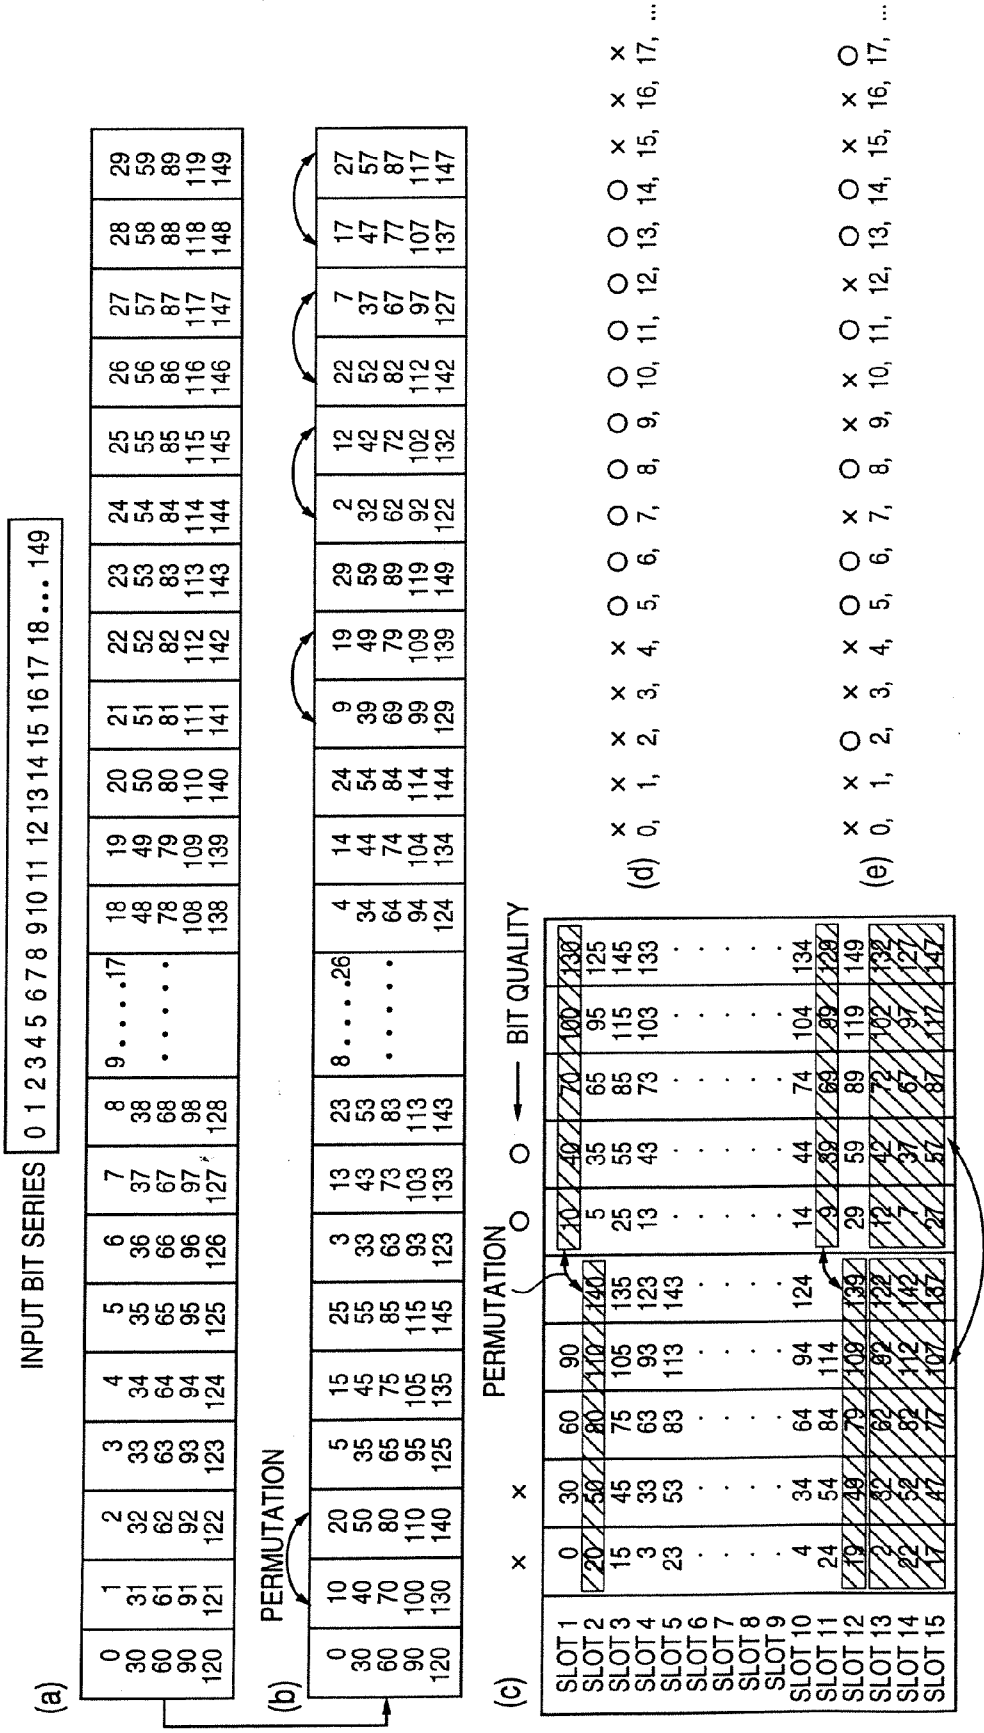 INPUT BIT SERIES 0 1 2 3 4 5 6 7 8 9 10 11 12 13 14 15 16 17 18 ... 149
(a)
0 1 2 3 4 5 6 7 8 9 ..... 17 18 19 20 21 22 23 24 25 26 27 28 29
30 31 32 33 34 35 36 37 38 48 49 50 51 52 53 54 55 56 57 58 59
60 61 62 63 64 65 66 67 68 ..... 78 79 80 81 82 83 84 85 86 87 88 89
90 91 92 93 94 95 96 97 98 108 109 110 111 112 113 114 115 116 117 118 119
120 121 122 123 124 125 126 127 128 138 139 140 141 142 143 144 145 146 147 148 149
PERMUTATION
(b)
0 10 20 5 15 25 3 13 23 8 ..... 26 4 14 24 9 19 29 2 12 22 7 17 27
30 40 50 35 45 55 33 43 53 34 44 54 39 49 59 32 42 52 37 47 57
60 70 80 65 75 85 63 73 83 ..... 64 74 84 69 79 89 62 72 82 67 77 87
90 100 110 95 105 115 93 103 113 94 104 114 99 109 119 92 102 112 97 107 117
120 130 140 125 135 145 123 133 143 124 134 144 129 139 149 122 132 142 127 137 147
PERMUTATION
(c)
× × ○ ○ ← BIT QUALITY
SLOT 1 0 30 60 90 10 40 70 100 130
SLOT 2 20 50 80 110 140 5 35 65 95 125
SLOT 3 15 45 75 105 135 25 55 85 115 145
SLOT 4 3 33 63 93 123 13 43 73 103 133
SLOT 5 23 53 83 113 143 . . . . .
SLOT 6 . . . . . . . . .
SLOT 7 . . . . . . . . .
SLOT 8 . . . . . . . . .
SLOT 9 . . . . . . . . .
SLOT 10 4 34 64 94 124 14 44 74 104 134
SLOT 11 24 54 84 114 9 39 69 99 129
SLOT 12 19 49 79 109 139 29 59 89 119 149
SLOT 13 2 32 62 92 122 12 42 72 102 132
SLOT 14 22 52 82 112 142 7 37 67 97 127
SLOT 15 17 47 77 107 137 27 57 87 117 147
× × × × × ○ ○ ○ ○ ○ ○ ○ ○ ○ ○ × × ×
(d) 0, 1, 2, 3, 4, 5, 6, 7, 8, 9, 10, 11, 12, 13, 14, 15, 16, 17, ...
× × ○ × × ○ ○ × ○ × × ○ × ○ ○ × × ○
(e) 0, 1, 2, 3, 4, 5, 6, 7, 8, 9, 10, 11, 12, 13, 14, 15, 16, 17, ...